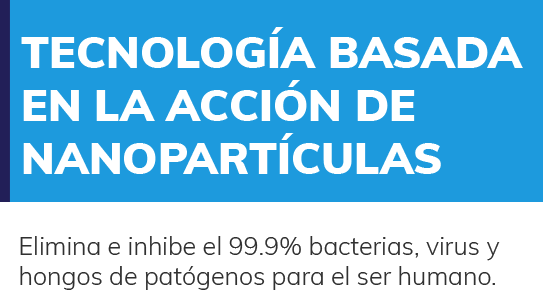 TECNOLOGÍA BASADA
EN LA ACCIÓN DE
NANOPARTÍCULAS
Elimina e inhibe el 99.9% bacterias, virus y
hongos de patógenos para el ser humano.